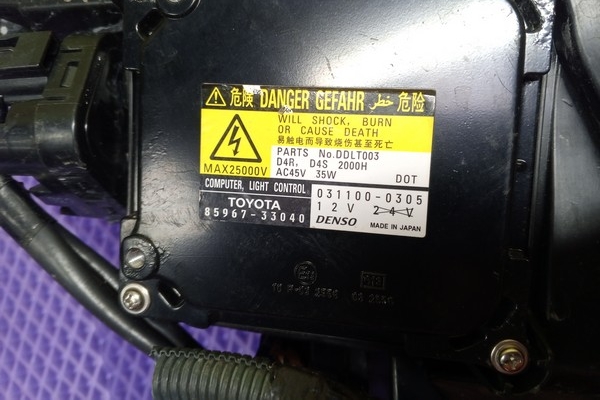 危険 DANGER GEFAHR خطر 危险
WILL SHOCK, BURN
OR CAUSE DEATH
易触电而导致烧伤甚至死亡
MAX25000V
PARTS No.DDLT003
D4R, D4S 2000H
AC45V 35W DOT
COMPUTER, LIGHT CONTROL
TOYOTA
85967-33040
031100-0305
12V 24V
DENSO MADE IN JAPAN